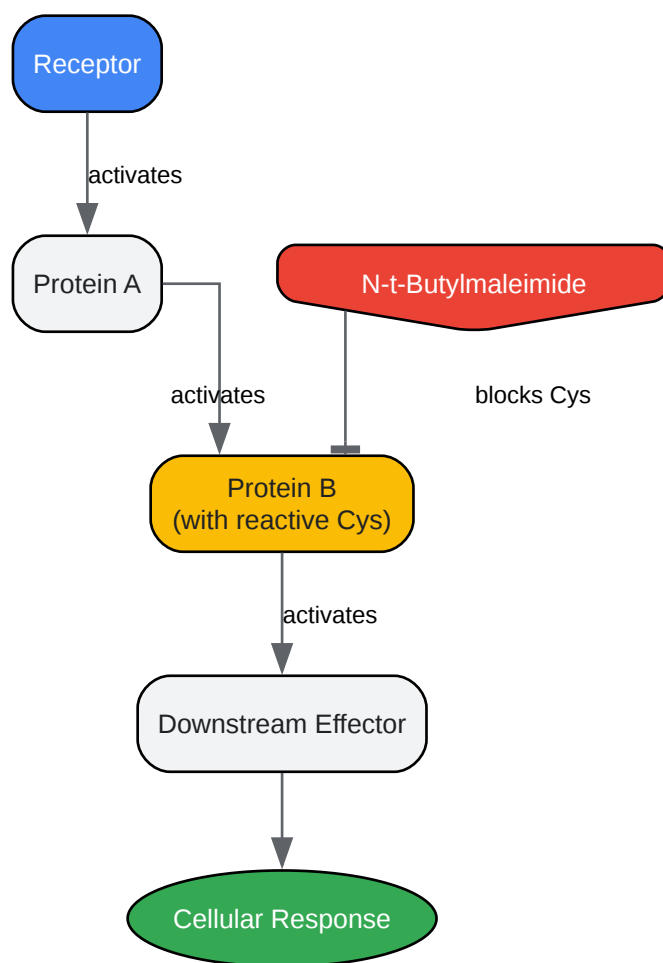 Receptor
activates
Protein A
N-t-Butylmaleimide
activates
blocks Cys
Protein B
(with reactive Cys)
activates
Downstream Effector
Cellular Response